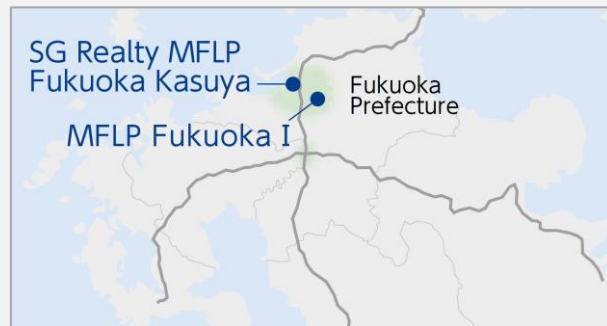 SG Realty MFLP
Fukuoka Kasuya
Fukuoka
Prefecture
MFLP Fukuoka I